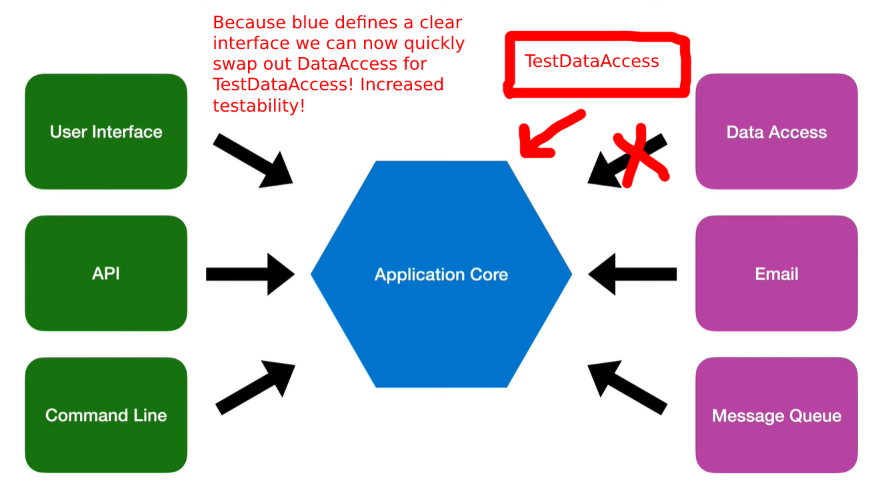 Because blue defines a clear
interface we can now quickly
swap out DataAccess for
TestDataAccess! Increased
testability!
TestDataAccess
User Interface
Data Access
API
Application Core
Email
Command Line
Message Queue